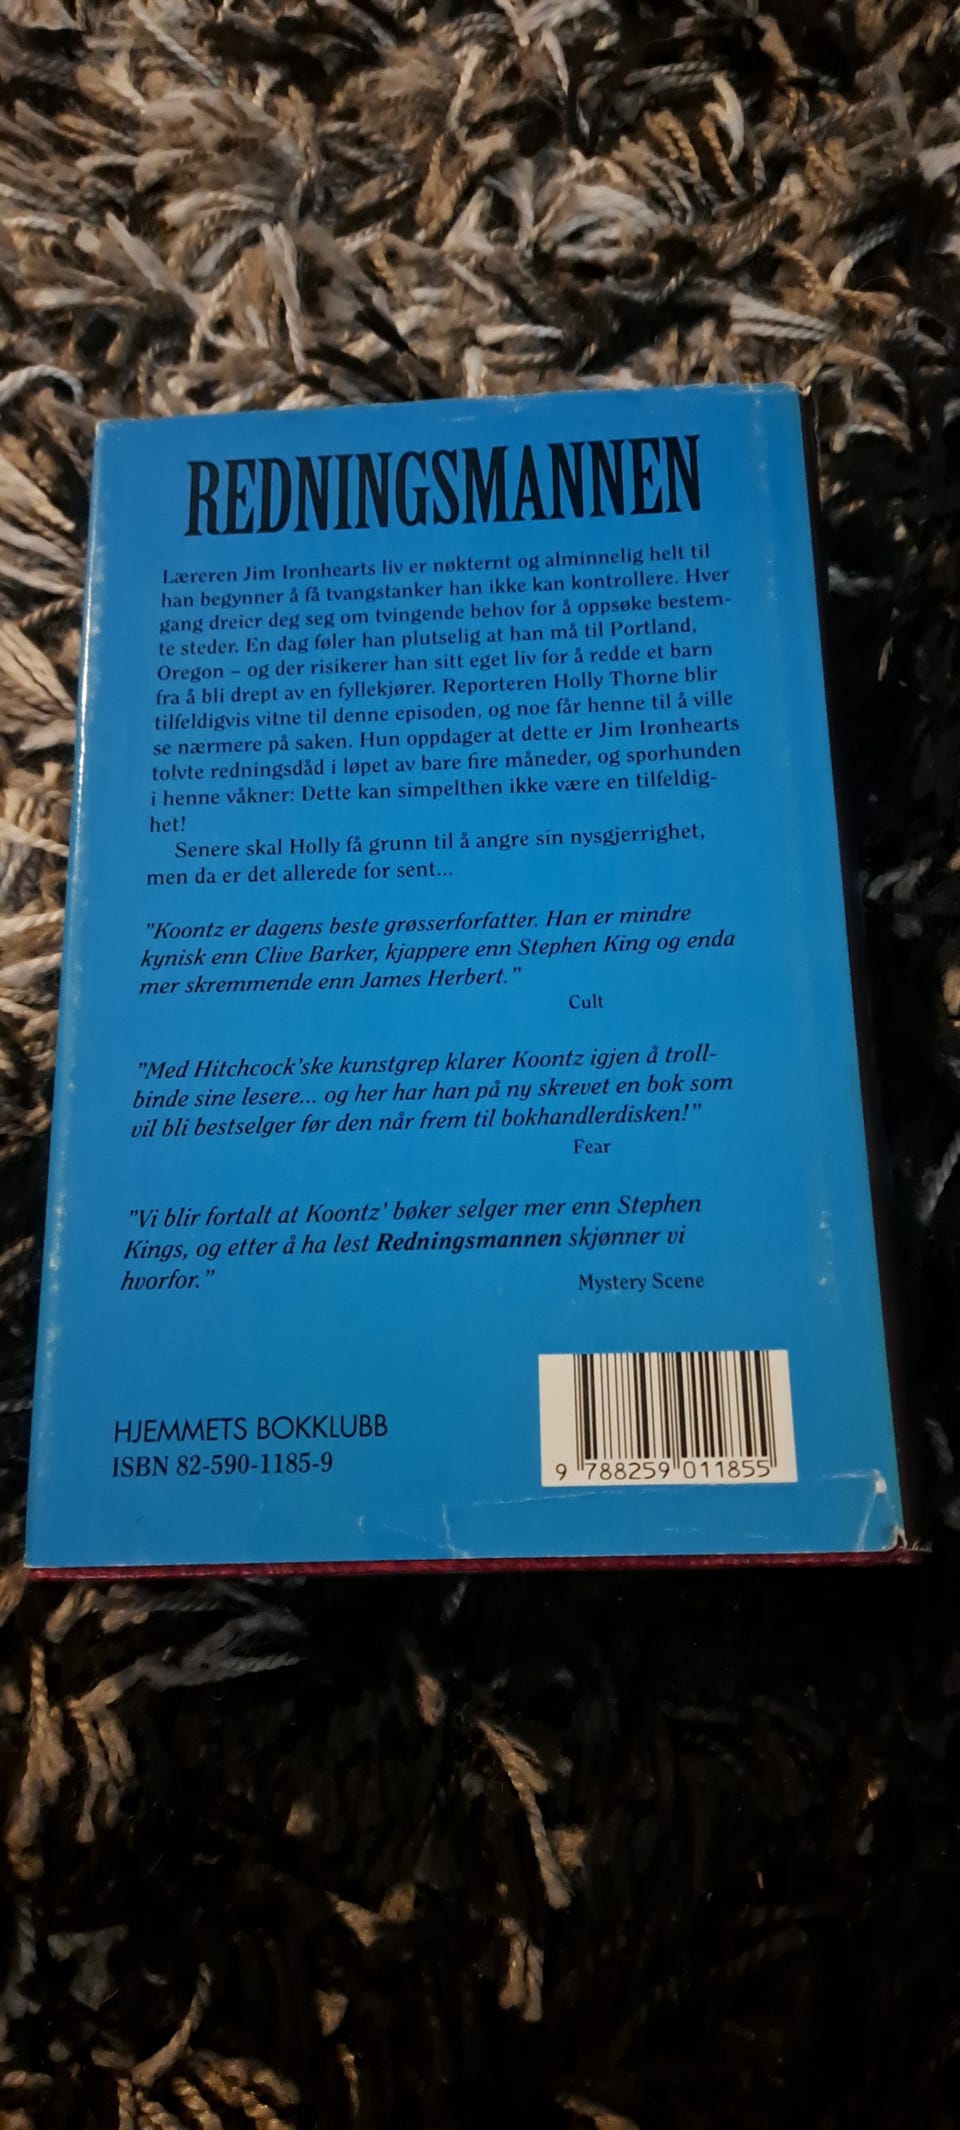 REDNINGSMANNEN
Læreren Jim Ironhearts liv er nøkternt og alminnelig helt til
han begynner å få tvangstanker han ikke kan kontrollere. Hver
gang dreier deg seg om tvingende behov for å oppsøke bestem-
te steder. En dag føler han plutselig at han må til Portland,
Oregon – og der risikerer han sitt eget liv for å redde et barn
fra å bli drept av en fyllekjører. Reporteren Holly Thorne blir
tilfeldigvis vitne til denne episoden, og noe får henne til å ville
se nærmere på saken. Hun oppdager at dette er Jim Ironhearts
tolvte redningsdåd i løpet av bare fire måneder, og sporhunden
i henne våkner: Dette kan simpelthen ikke være en tilfeldig-
het!
Senere skal Holly få grunn til å angre sin nysgjerrighet,
men da er det allerede for sent...
"Koontz er dagens beste grøsserforfatter. Han er mindre
kynisk enn Clive Barker, kjappere enn Stephen King og enda
mer skremmende enn James Herbert."
Cult
"Med Hitchcock'ske kunstgrep klarer Koontz igjen å troll-
binde sine lesere... og her har han på ny skrevet en bok som
vil bli bestselger før den når frem til bokhandlerdisken!"
Fear
"Vi blir fortalt at Koontz' bøker selger mer enn Stephen
Kings, og etter å ha lest Redningsmannen skjønner vi
hvorfor."
Mystery Scene
HJEMMETS BOKKLUBB
ISBN 82-590-1185-9
9 788259 011855